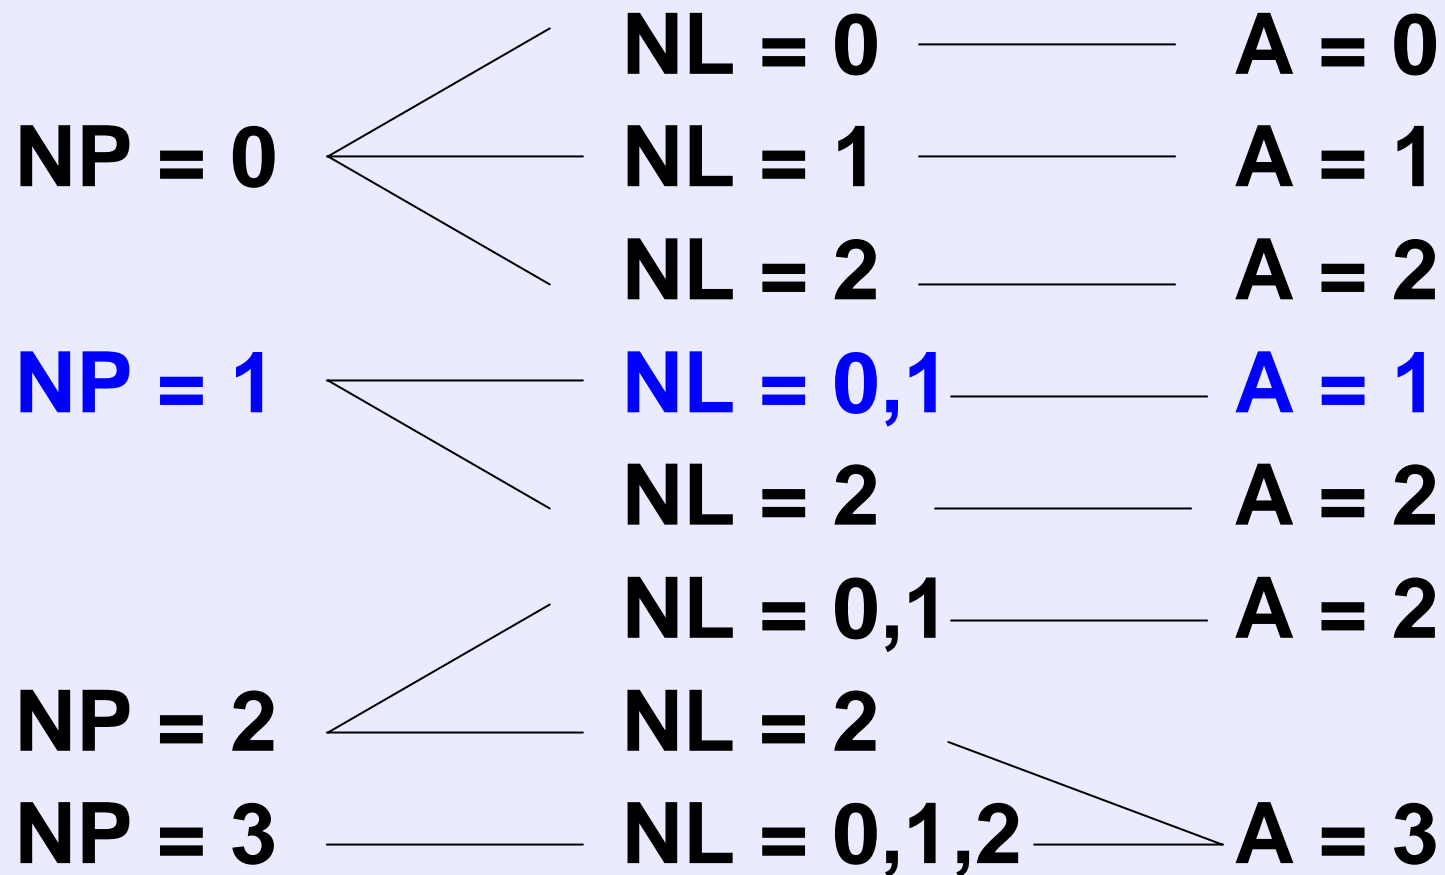 NL = 0 A = 0
NP = 0 NL = 1 A = 1
NL = 2 A = 2
NP = 1 NL = 0,1 A = 1
NL = 2 A = 2
NL = 0,1 A = 2
NP = 2 NL = 2
NP = 3 NL = 0,1,2 A = 3